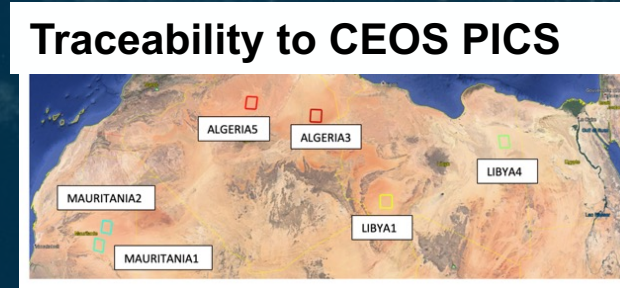 Traceability to CEOS PICS
ALGERIA5
ALGERIA3
LIBYA4
MAURITANIA2
LIBYA1
MAURITANIA1